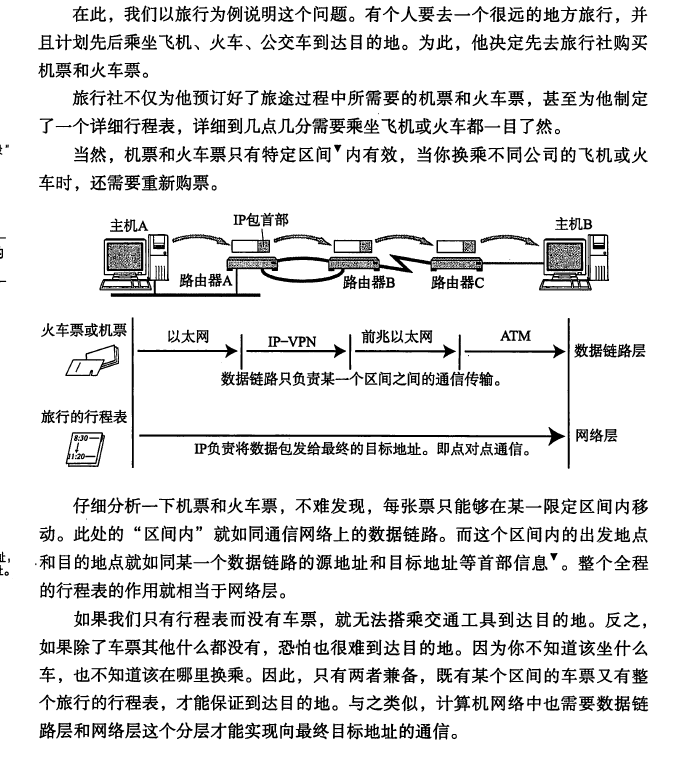 在此，我们以旅行为例说明这个问题。有个人要去一个很远的地方旅行，并
且计划先后乘坐飞机、火车、公交车到达目的地。为此，他决定先去旅行社购买
机票和火车票。
旅行社不仅为他预订好了旅途过程中所需要的机票和火车票，甚至为他制定
了一个详细行程表，详细到几点几分需要乘坐飞机或火车都一目了然。
当然，机票和火车票只有特定区间▼内有效，当你换乘不同公司的飞机或火
车时，还需要重新购票。
主机A
IP包首部
主机B
路由器A
路由器B
路由器C
火车票或机票
以太网
IP-VPN
前兆以太网
ATM
数据链路层
数据链路只负责某一个区间之间的通信传输。
旅行的行程表
8:30
11:20
网络层
IP负责将数据包发给最终的目标地址。即点对点通信。
仔细分析一下机票和火车票，不难发现，每张票只能够在某一限定区间内移
动。此处的“区间内”就如同通信网络上的数据链路。而这个区间内的出发地点
和目的地点就如同某一个数据链路的源地址和目标地址等首部信息▼。整个全程
的行程表的作用就相当于网络层。
如果我们只有行程表而没有车票，就无法搭乘交通工具到达目的地。反之，
如果除了车票其他什么都没有，恐怕也很难到达目的地。因为你不知道该坐什么
车，也不知道该在哪里换乘。因此，只有两者兼备，既有某个区间的车票又有整
个旅行的行程表，才能保证到达目的地。与之类似，计算机网络中也需要数据链
路层和网络层这个分层才能实现向最终目标地址的通信。